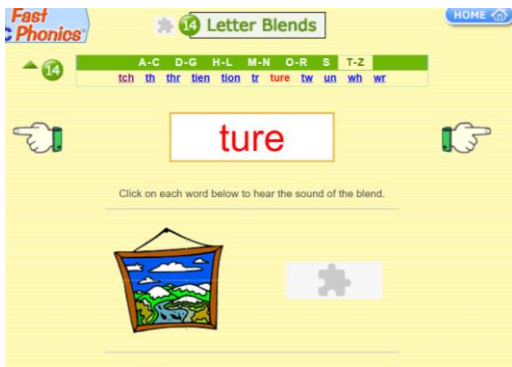 Fast
Phonics
14 Letter Blends
HOME
14
A-C D-G H-L M-N O-R S T-Z
tch th thr tien tion tr ture tw un wh wr
ture
Click on each word below to hear the sound of the blend.